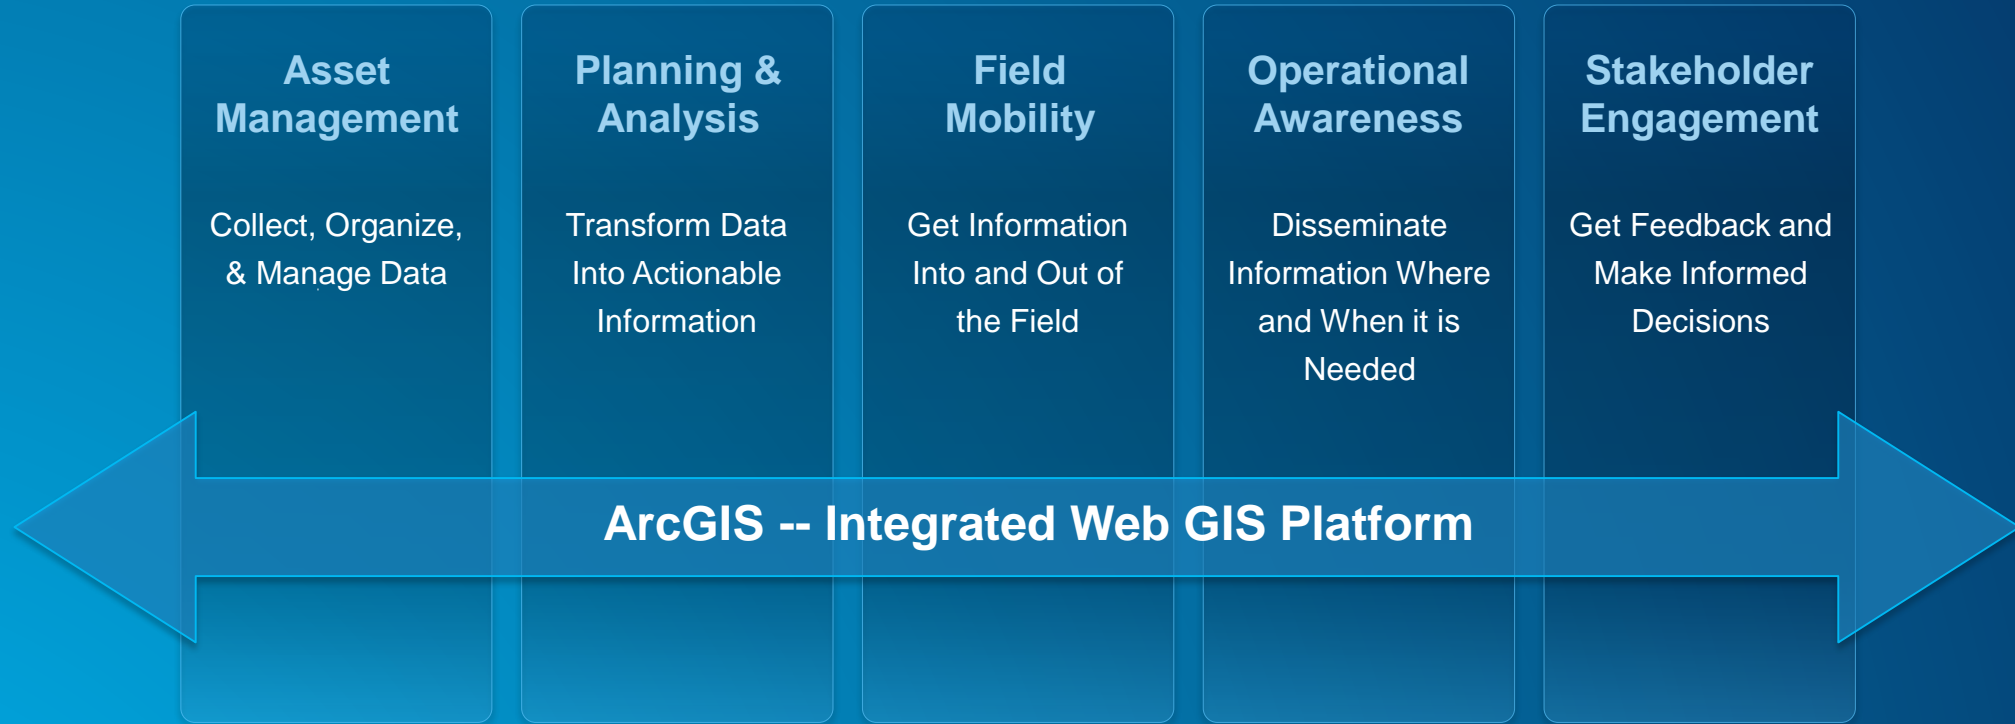 Asset
Management
Collect, Organize,
& Manage Data
Planning &
Analysis
Transform Data
Into Actionable
Information
Field
Mobility
Get Information
Into and Out of
the Field
Operational
Awareness
Disseminate
Information Where
and When it is
Needed
Stakeholder
Engagement
Get Feedback and
Make Informed
Decisions
ArcGIS -- Integrated Web GIS Platform